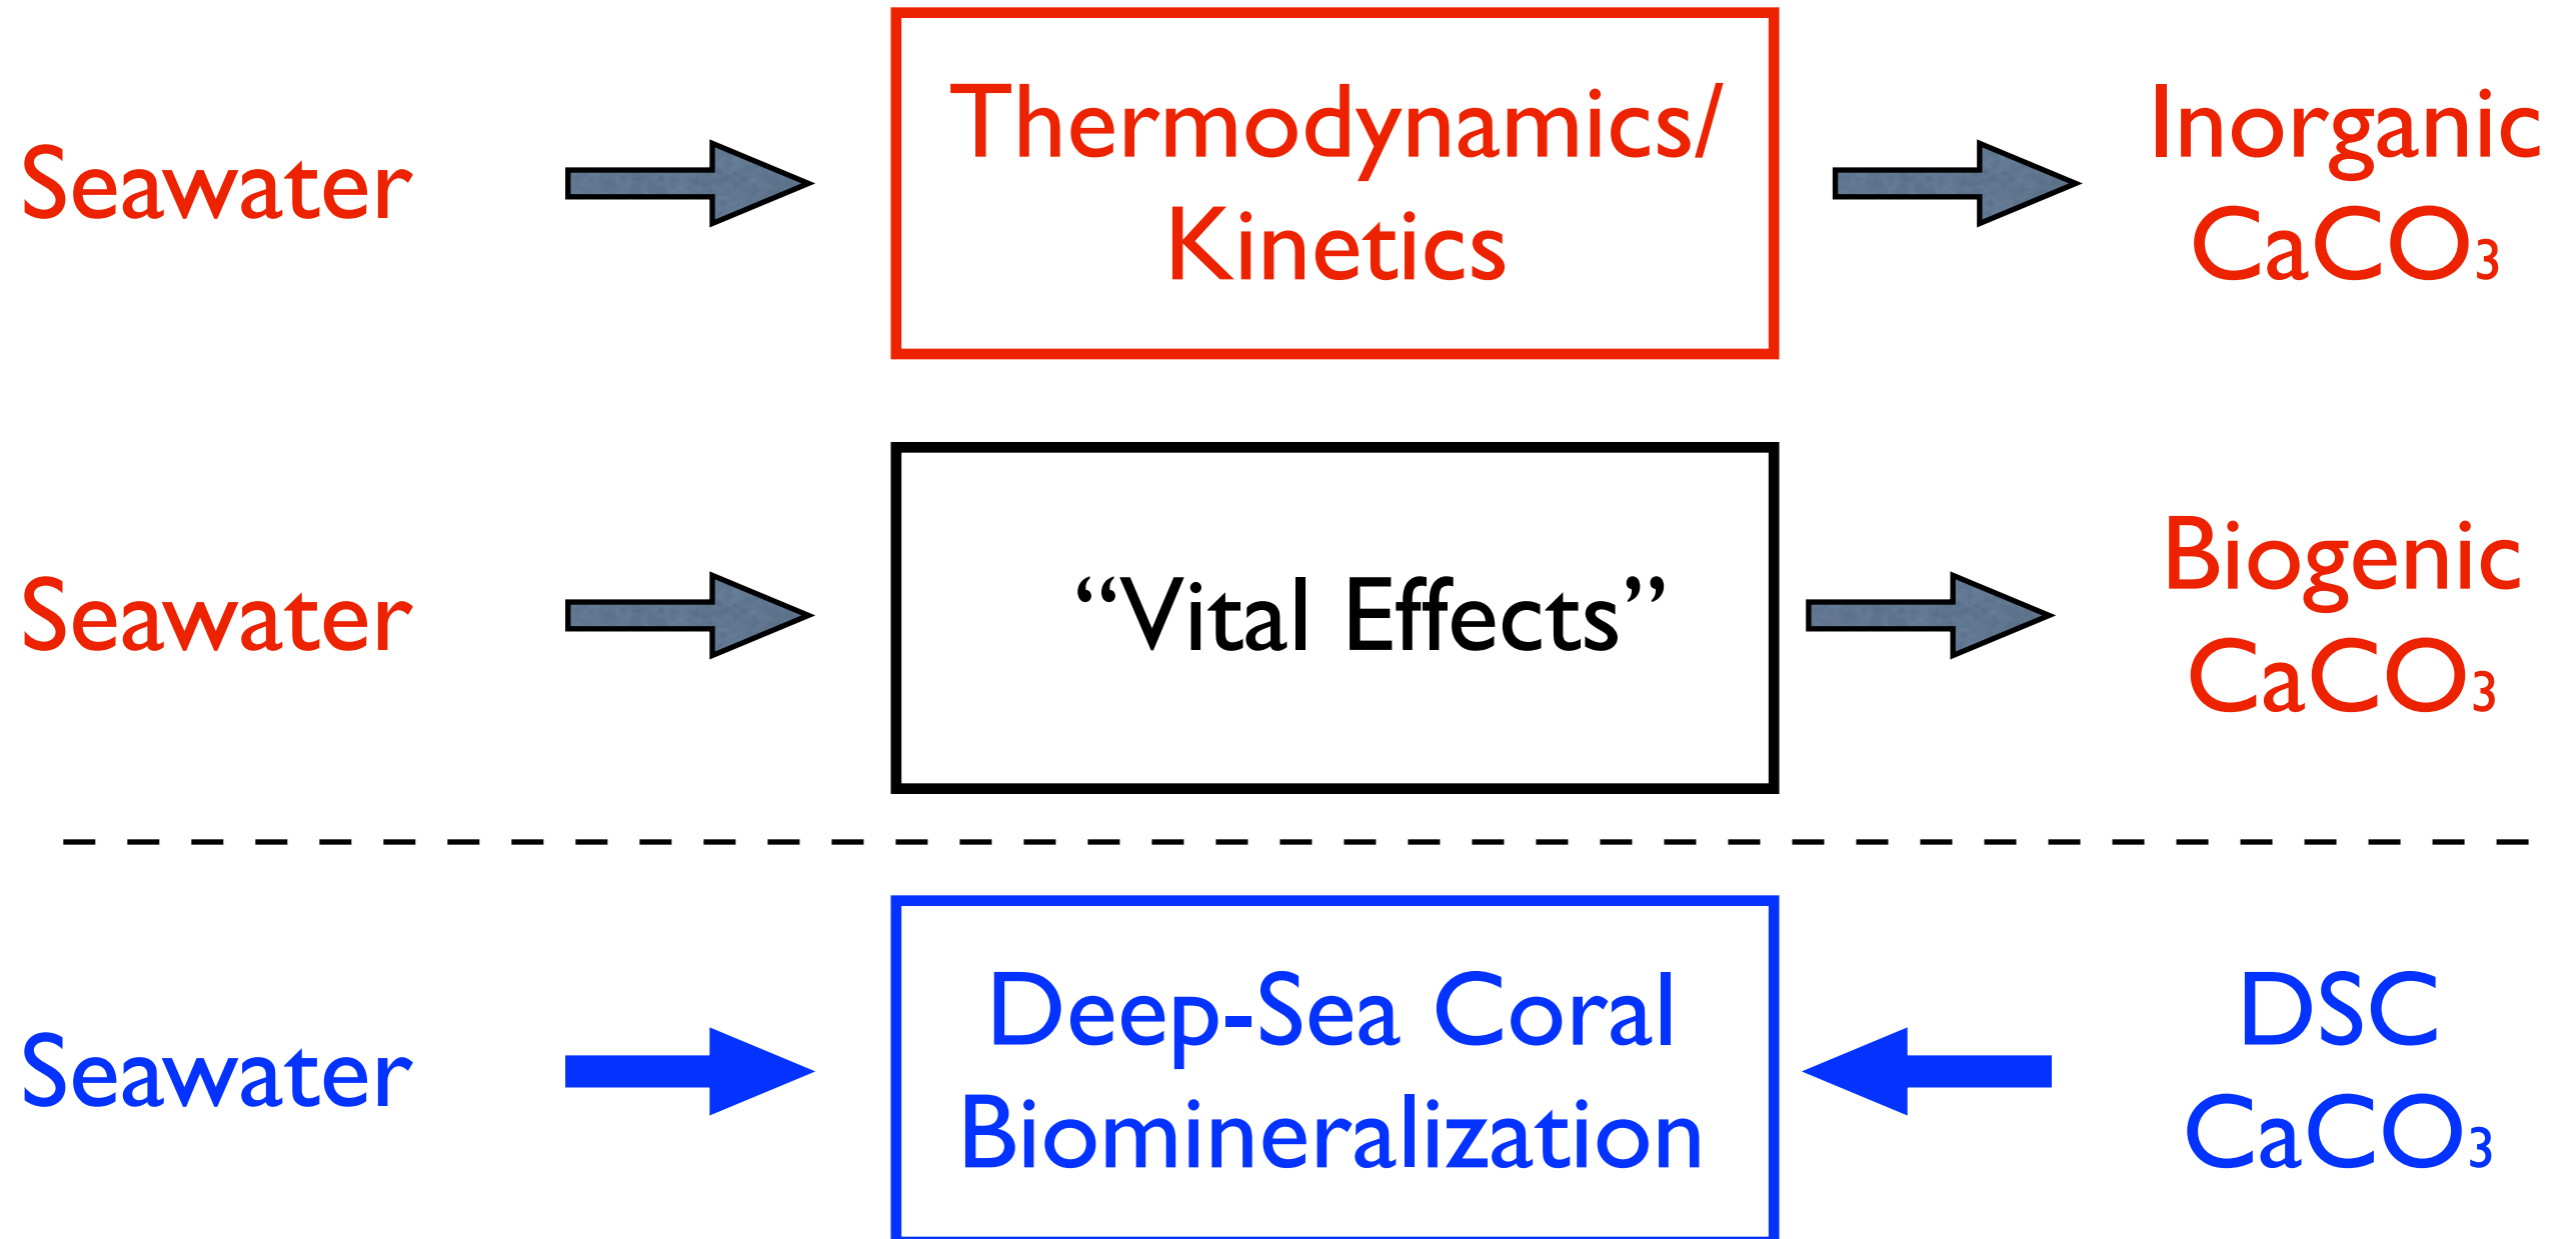 Seawater
Thermodynamics/
Kinetics
Inorganic
CaCO₃
Seawater
“Vital Effects”
Biogenic
CaCO₃
Seawater
Deep-Sea Coral
Biomineralization
DSC
CaCO₃